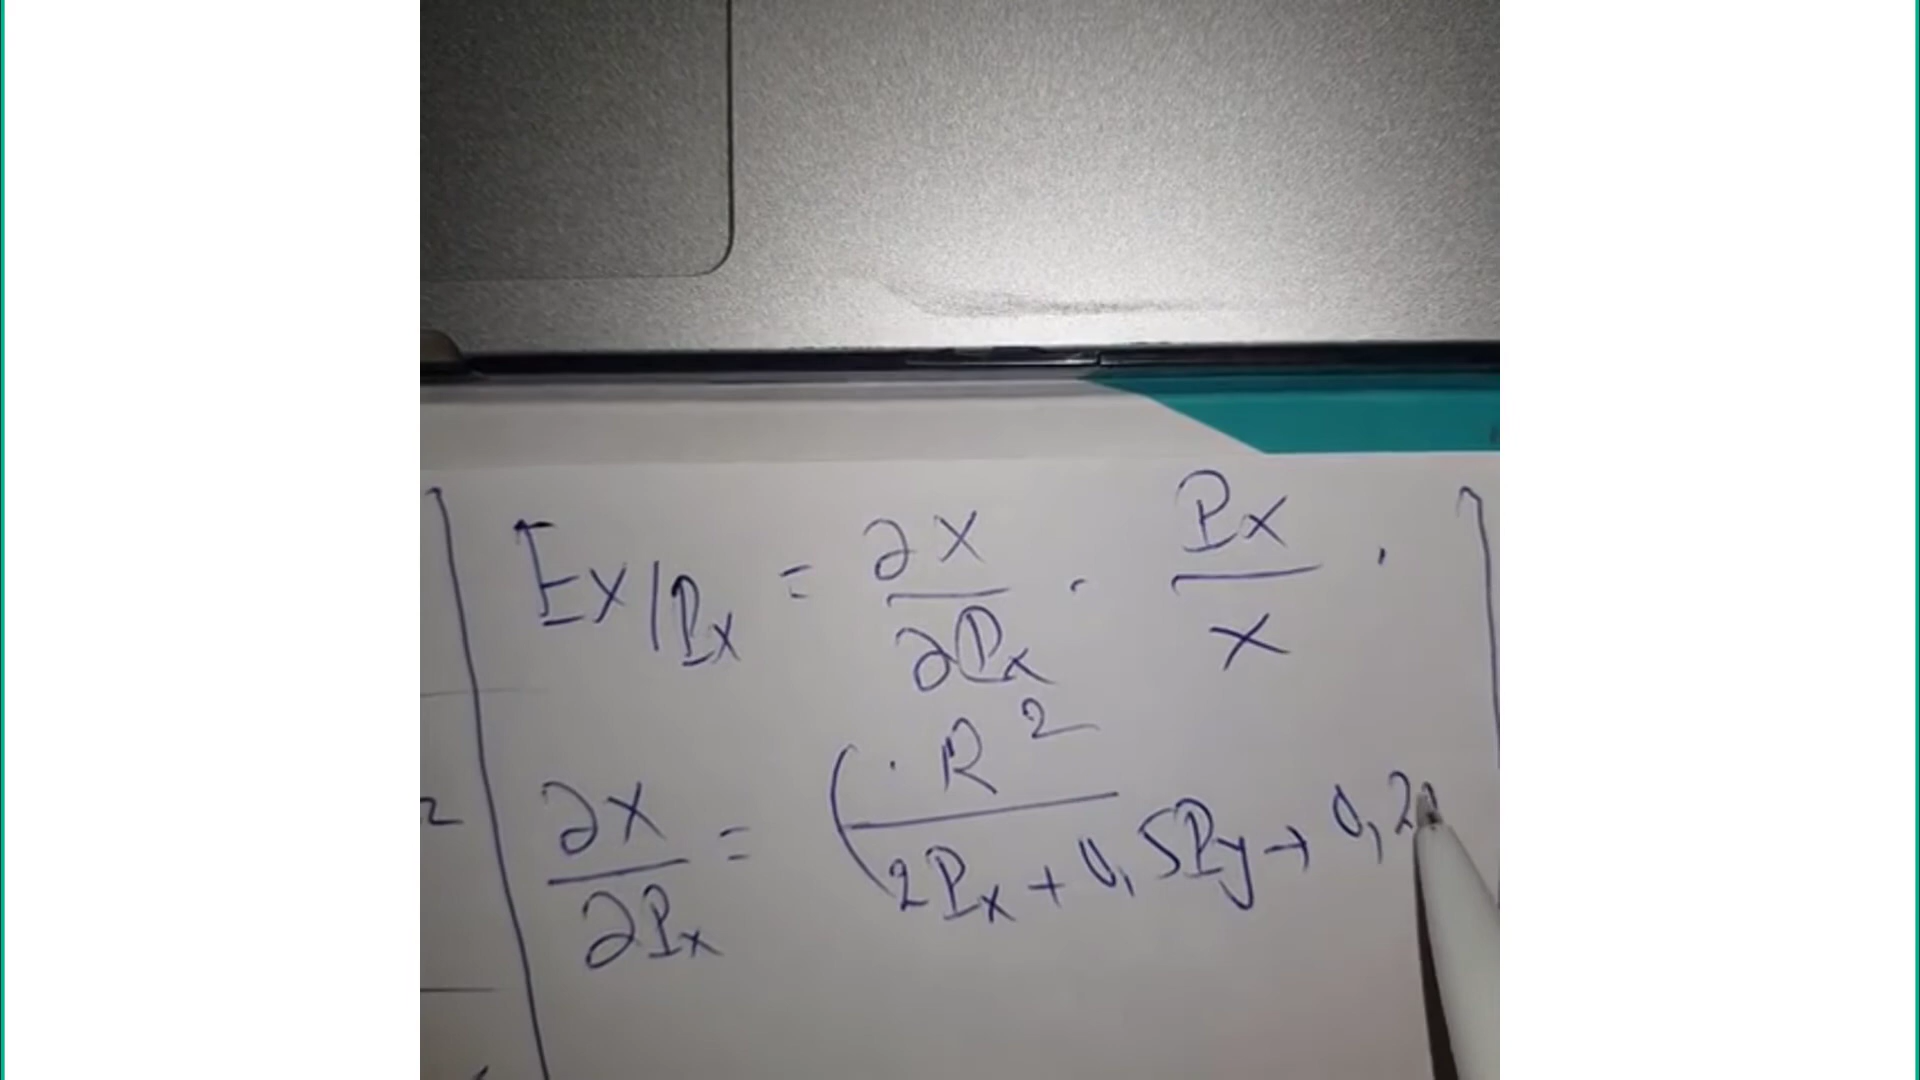 Ex/Px = ∂x/∂Px · Px/x ·
∂x/∂Px = (R²/2Px + 0,5Py + 0,2